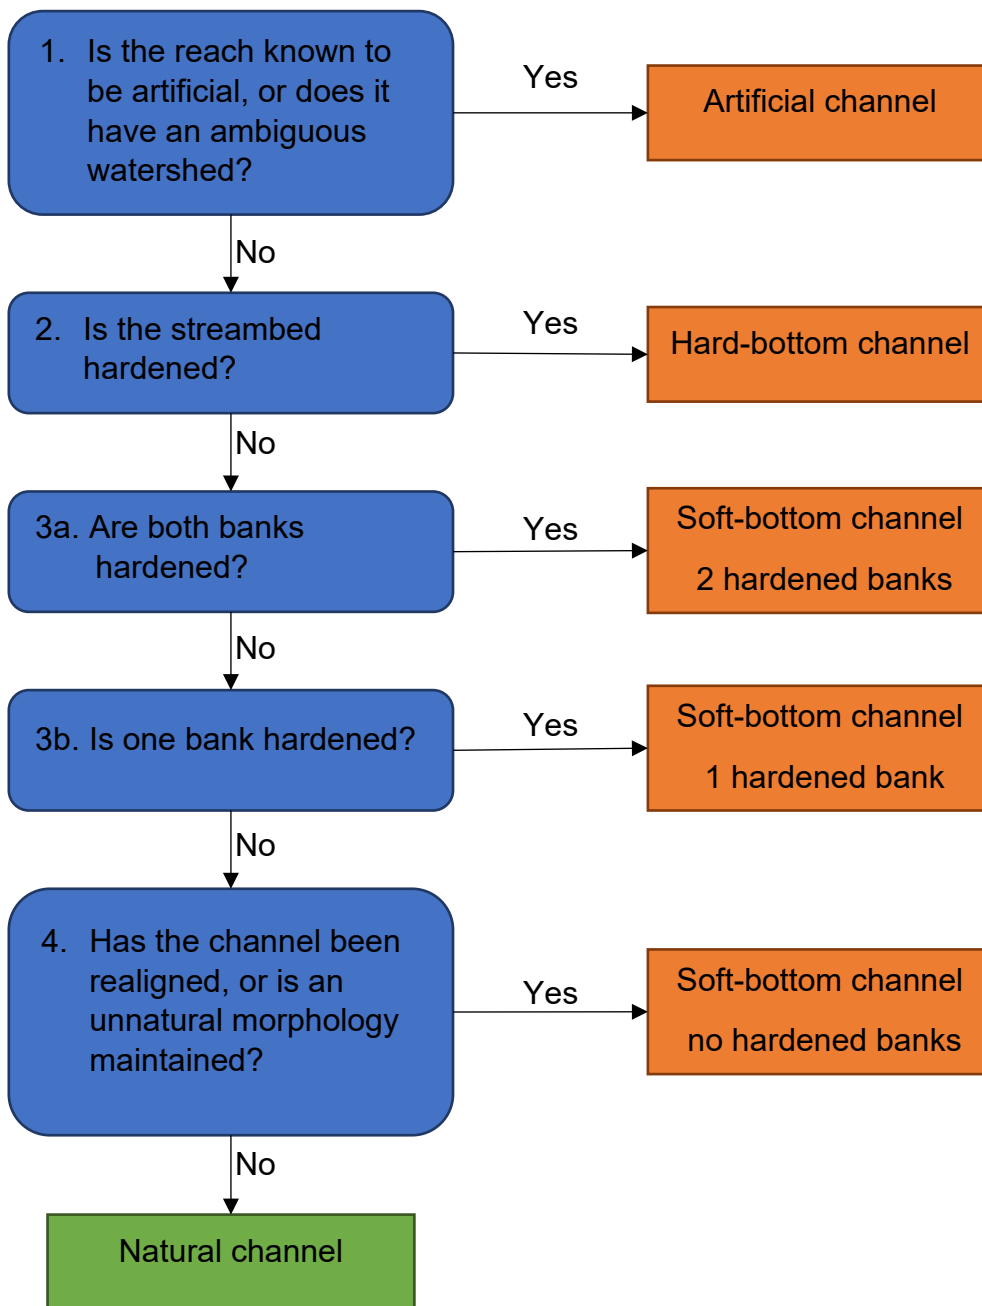 1. Is the reach known to
be artificial, or does it
have an ambiguous
watershed?
Yes
Artificial channel
No
2. Is the streambed
hardened?
Yes
Hard-bottom channel
No
3a. Are both banks
hardened?
Yes
Soft-bottom channel
2 hardened banks
No
3b. Is one bank hardened?
Yes
Soft-bottom channel
1 hardened bank
No
4. Has the channel been
realigned, or is an
unnatural morphology
maintained?
Yes
Soft-bottom channel
no hardened banks
No
Natural channel